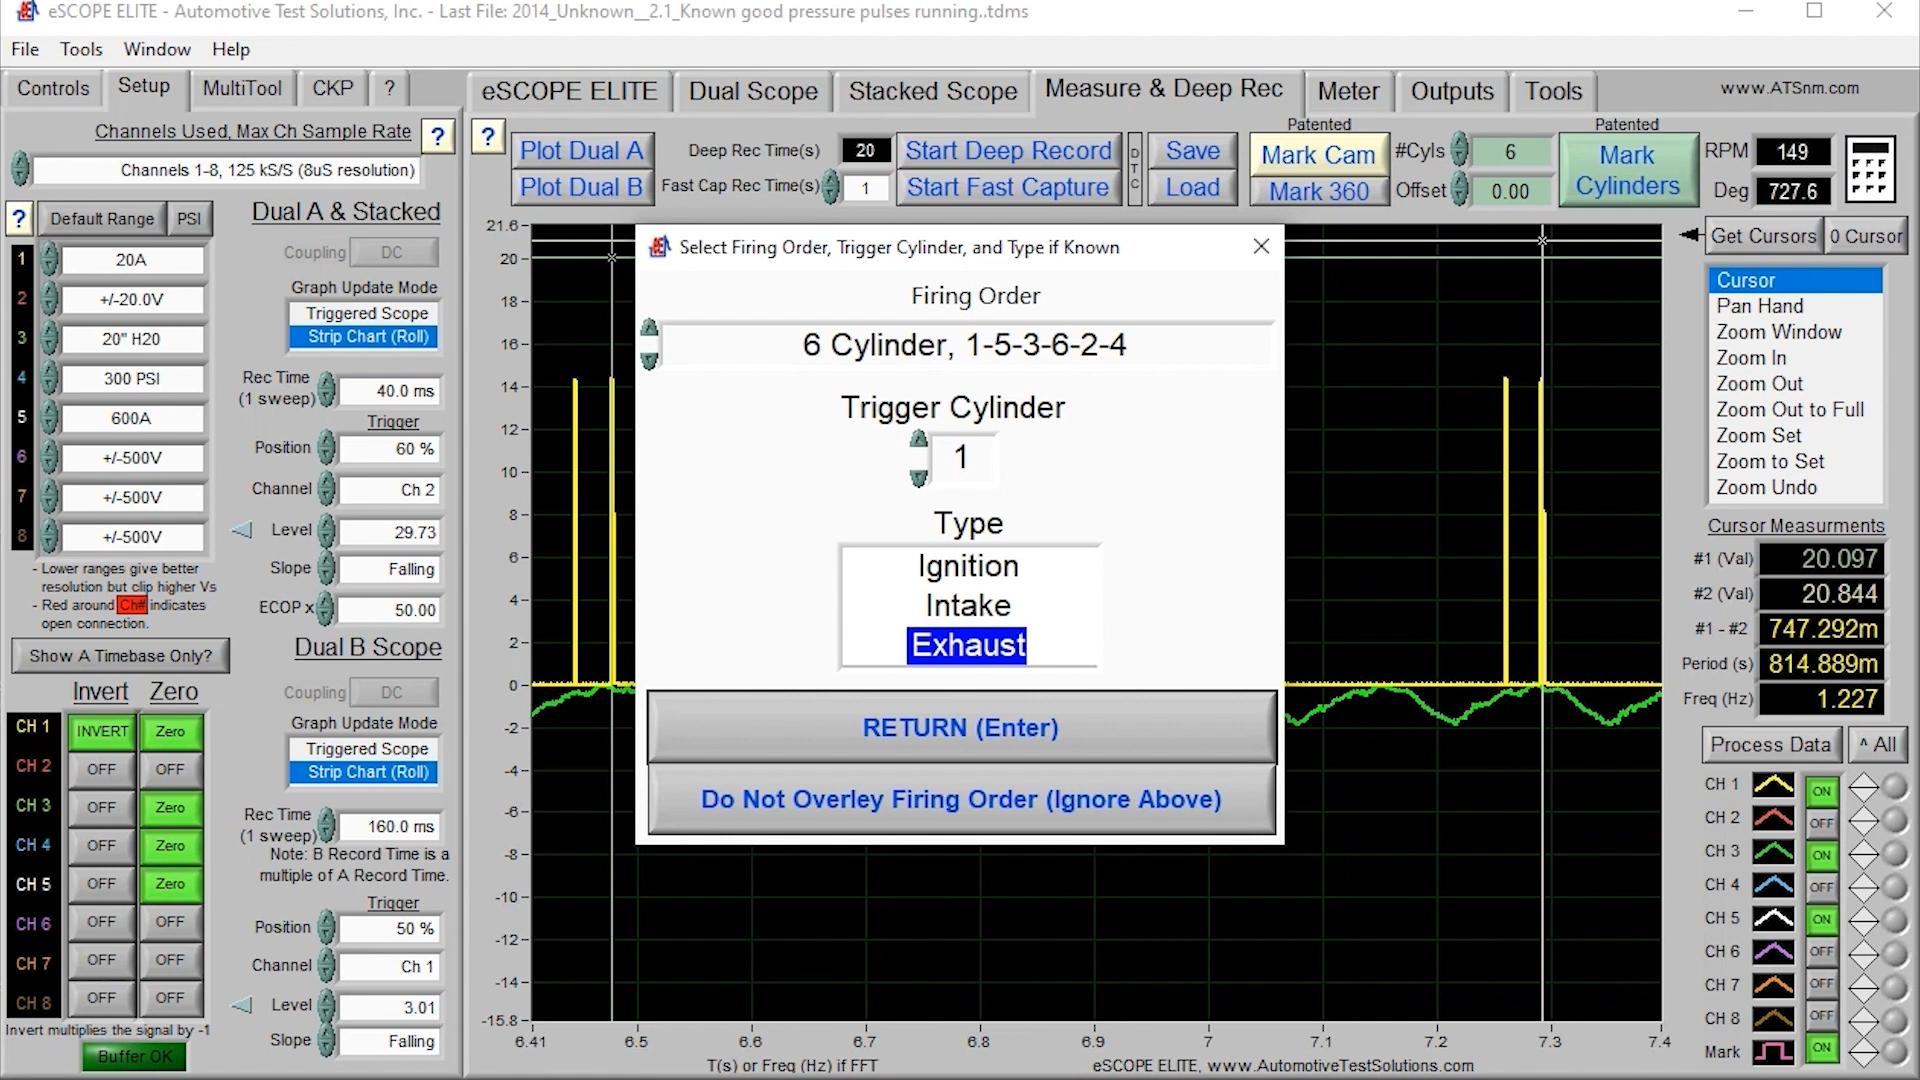 eSCOPE ELITE - Automotive Test Solutions, Inc. - Last File: 2014_Unknown__2.1_Known good pressure pulses running..tdms
File Tools Window Help
Controls Setup MultiTool CKP ?
eSCOPE ELITE Dual Scope Stacked Scope Measure & Deep Rec Meter Outputs Tools www.ATSnm.com
Channels Used, Max Ch Sample Rate ?
Channels 1-8, 125 kS/S (8uS resolution)
? Default Range PSI
Dual A & Stacked
1 20A
2 +/-20.0V
3 20" H20
4 300 PSI
5 600A
6 +/-500V
7 +/-500V
8 +/-500V
- Lower ranges give better
resolution but clip higher Vs
- Red around Ch# indicates
open connection.
Show A Timebase Only?
Coupling DC
Graph Update Mode
Triggered Scope
Strip Chart (Roll)
Rec Time
(1 sweep) 40.0 ms
Trigger
Position 60 %
Channel Ch 2
Level 29.73
Slope Falling
ECOP x 50.00
Dual B Scope
Invert Zero
CH 1 INVERT Zero
CH 2 OFF OFF
CH 3 OFF Zero
CH 4 OFF Zero
CH 5 OFF Zero
CH 6 OFF OFF
CH 7 OFF OFF
CH 8 OFF OFF
Invert multiplies the signal by -1
Buffer OK
Coupling DC
Graph Update Mode
Triggered Scope
Strip Chart (Roll)
Rec Time
(1 sweep) 160.0 ms
Note: B Record Time is a
multiple of A Record Time.
Trigger
Position 50 %
Channel Ch 1
Level 3.01
Slope Falling
? Plot Dual A Deep Rec Time(s) 20 Start Deep Record
Plot Dual B Fast Cap Rec Time(s) 1 Start Fast Capture
DTC
Save
Load
Patented
Mark Cam
Mark 360
#Cyls 6
Offset 0.00
Patented
Mark
Cylinders
RPM 149
Deg 727.6
21.6
20
18
16
14
12
10
8
6
4
2
0
-2
-4
-6
-8
-10
-12
-14
-15.8
6.41 6.5 6.6 6.7 6.8 6.9 7 7.1 7.2 7.3 7.4
T(s) or Freq (Hz) if FFT
eSCOPE ELITE, www.AutomotiveTestSolutions.com
Select Firing Order, Trigger Cylinder, and Type if Known
Firing Order
6 Cylinder, 1-5-3-6-2-4
Trigger Cylinder
1
Type
Ignition
Intake
Exhaust
RETURN (Enter)
Do Not Overley Firing Order (Ignore Above)
Get Cursors 0 Cursor
Cursor
Pan Hand
Zoom Window
Zoom In
Zoom Out
Zoom Out to Full
Zoom Set
Zoom to Set
Zoom Undo
Cursor Measurments
#1 (Val) 20.097
#2 (Val) 20.844
#1 - #2 747.292m
Period (s) 814.889m
Freq (Hz) 1.227
Process Data ^ All
CH 1 ON
CH 2 OFF
CH 3 ON
CH 4 OFF
CH 5 ON
CH 6 OFF
CH 7 OFF
CH 8 OFF
Mark ON